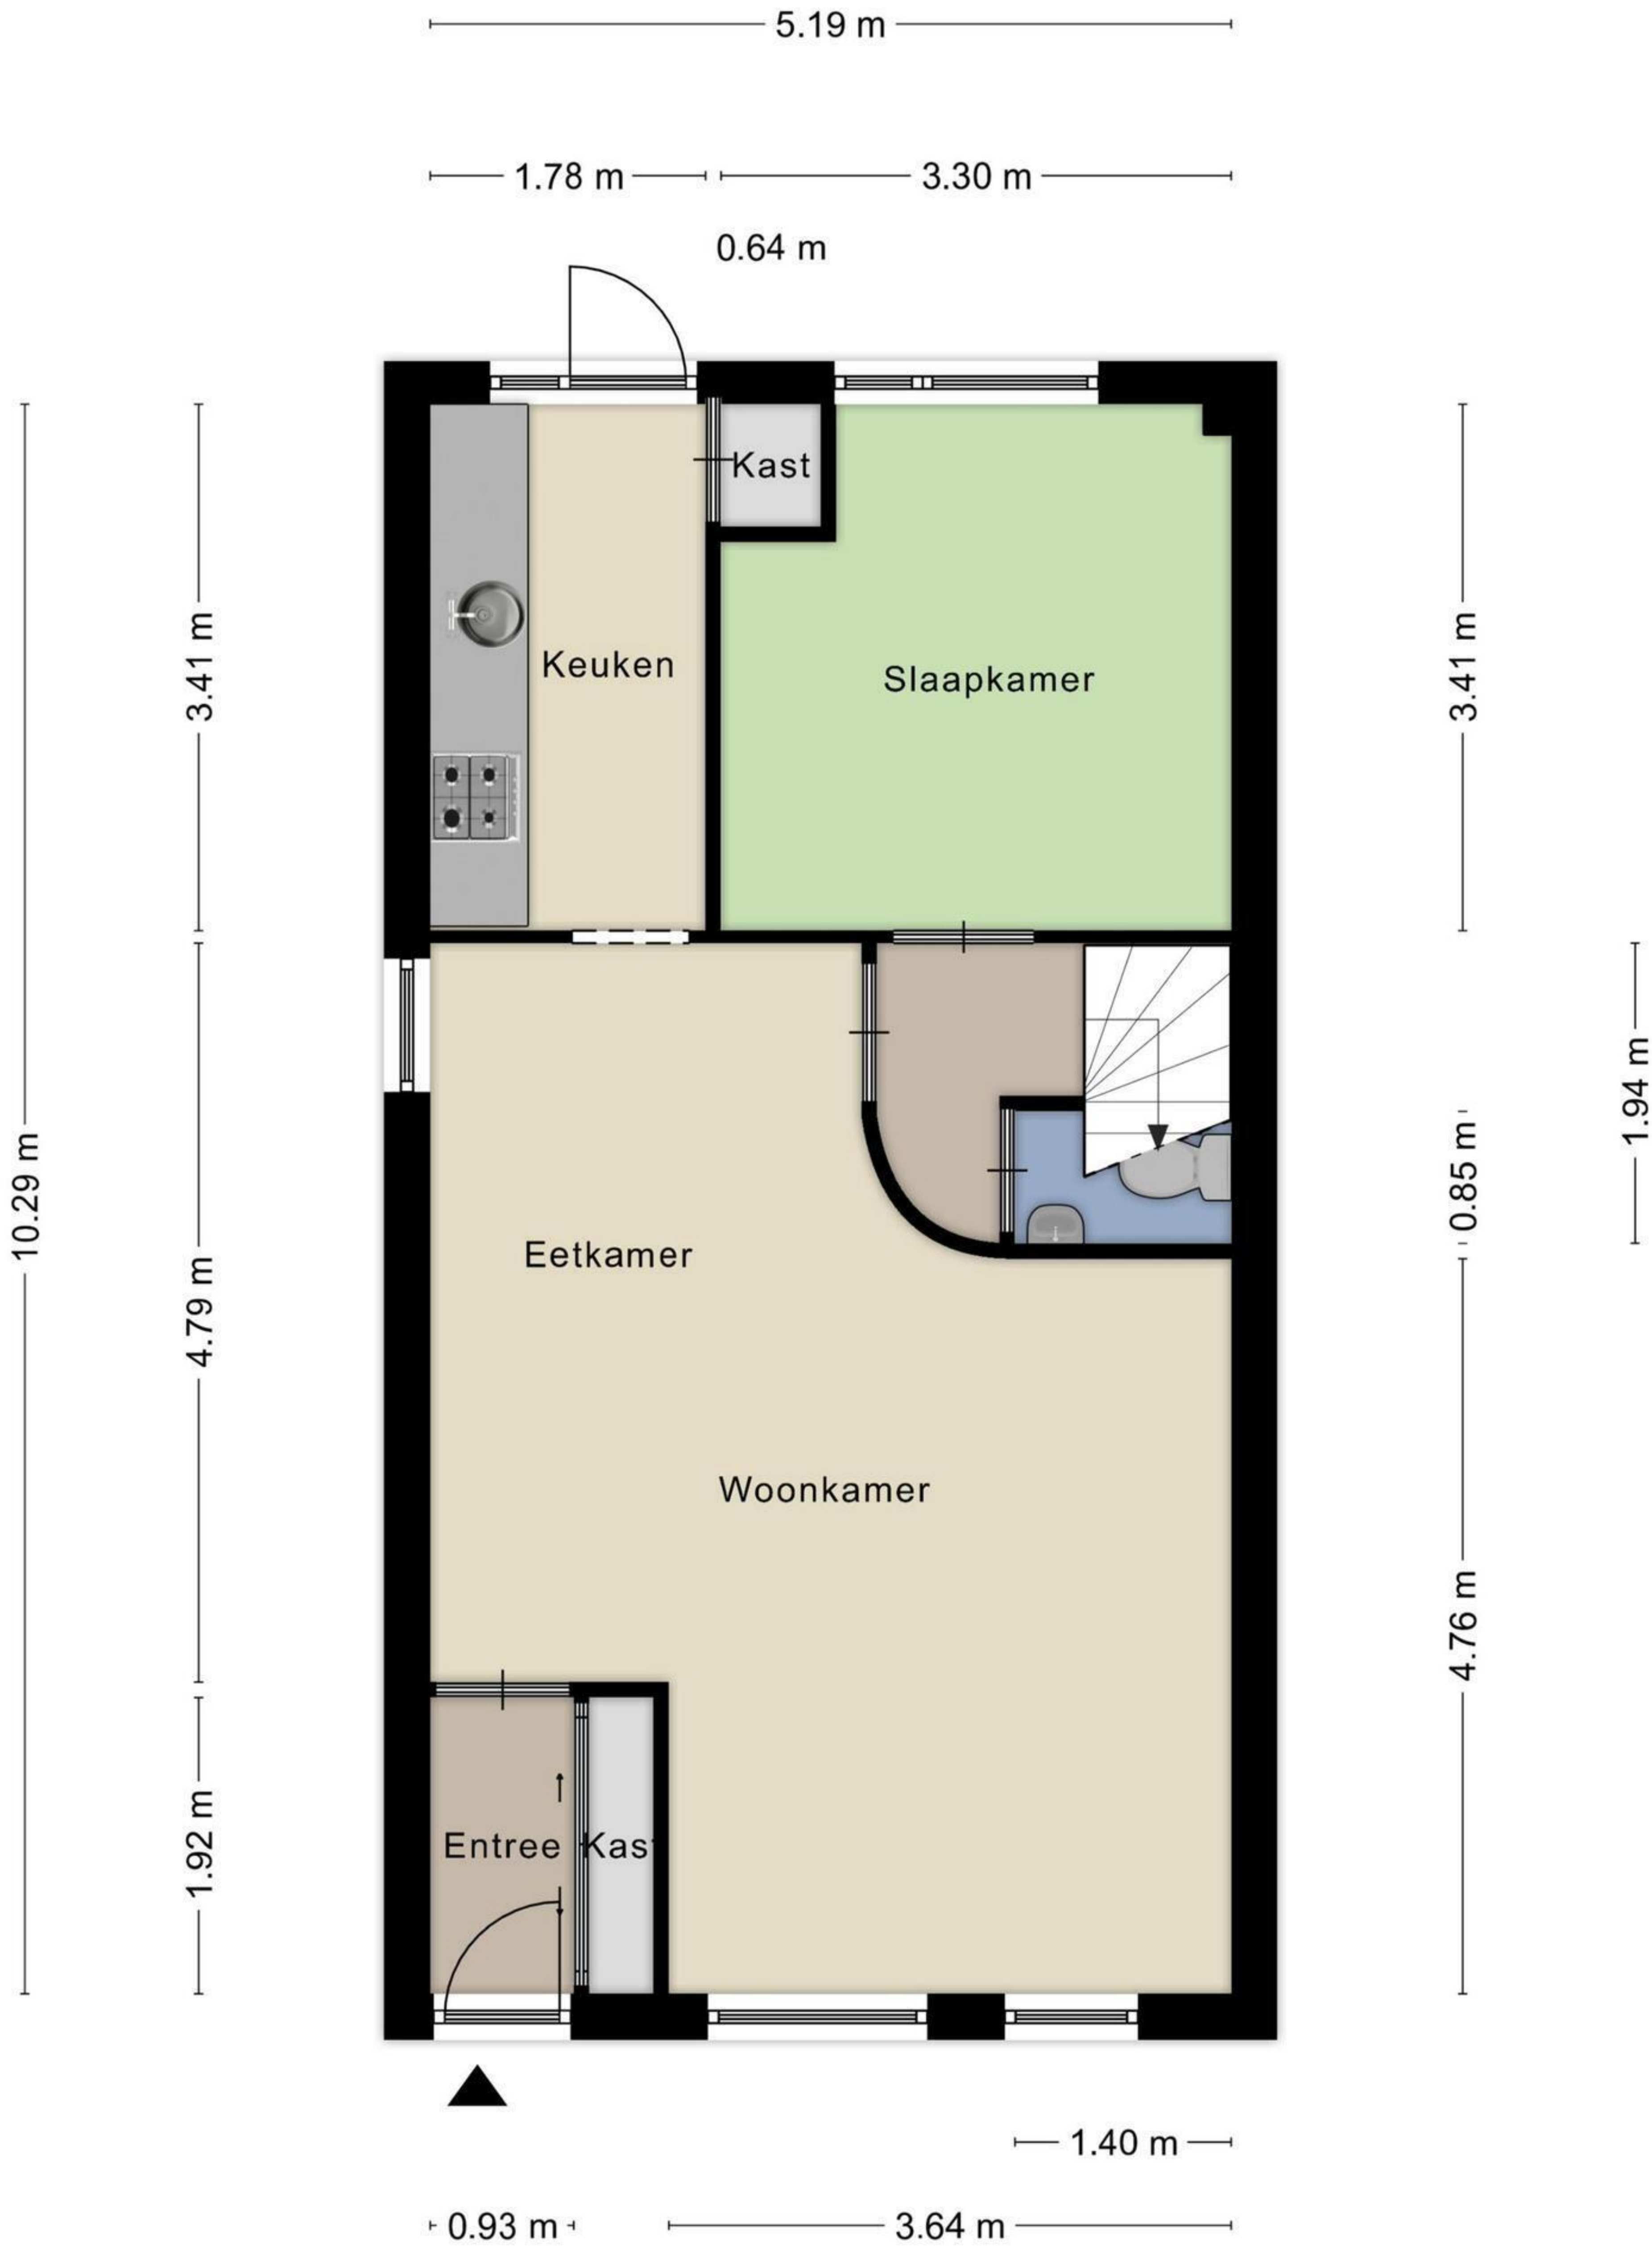 5.19 m
1.78 m
3.30 m
0.64 m
Kast
3.41 m
3.41 m
Keuken
Slaapkamer
1.94 m
0.85 m
10.29 m
Eetkamer
4.79 m
Woonkamer
4.76 m
Entree
Kas
1.92 m
1.40 m
0.93 m
3.64 m